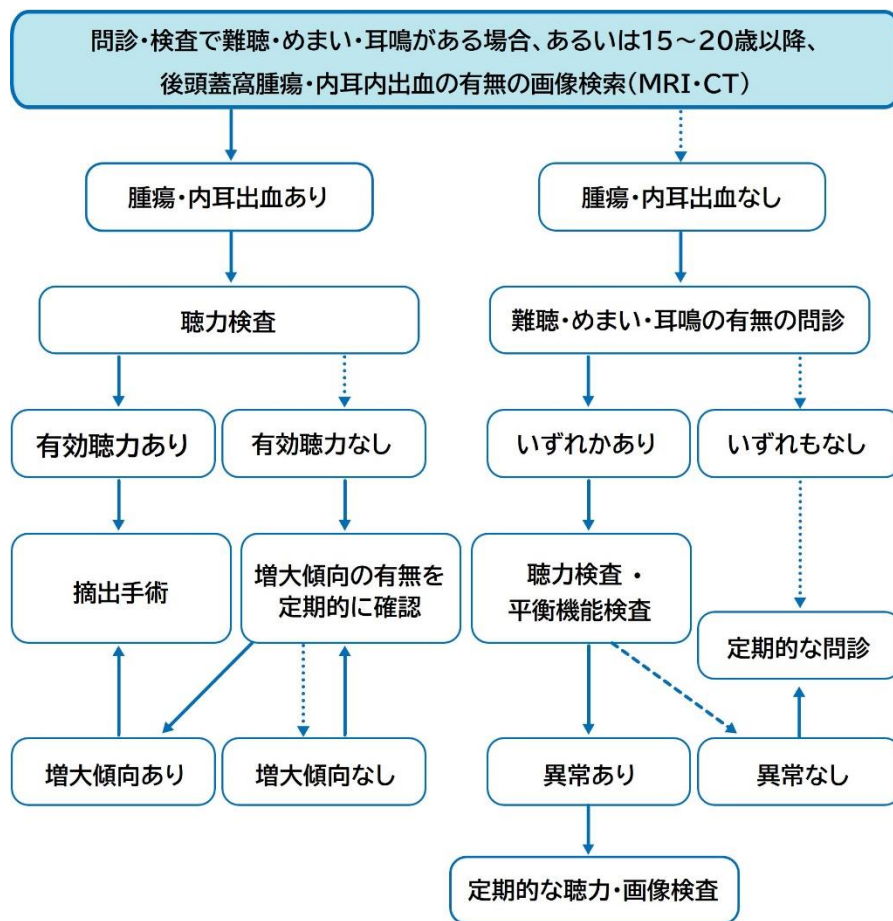 問診・検査で難聴・めまい・耳鳴がある場合、あるいは15～20歳以降、
後頭蓋窩腫瘍・内耳内出血の有無の画像検索(MRI・CT)
腫瘍・内耳出血あり
腫瘍・内耳出血なし
聴力検査
難聴・めまい・耳鳴の有無の問診
有効聴力あり
有効聴力なし
いずれかあり
いずれもなし
摘出手術
増大傾向の有無を
定期的に確認
聴力検査・
平衡機能検査
定期的な問診
増大傾向あり
増大傾向なし
異常あり
異常なし
定期的な聴力・画像検査